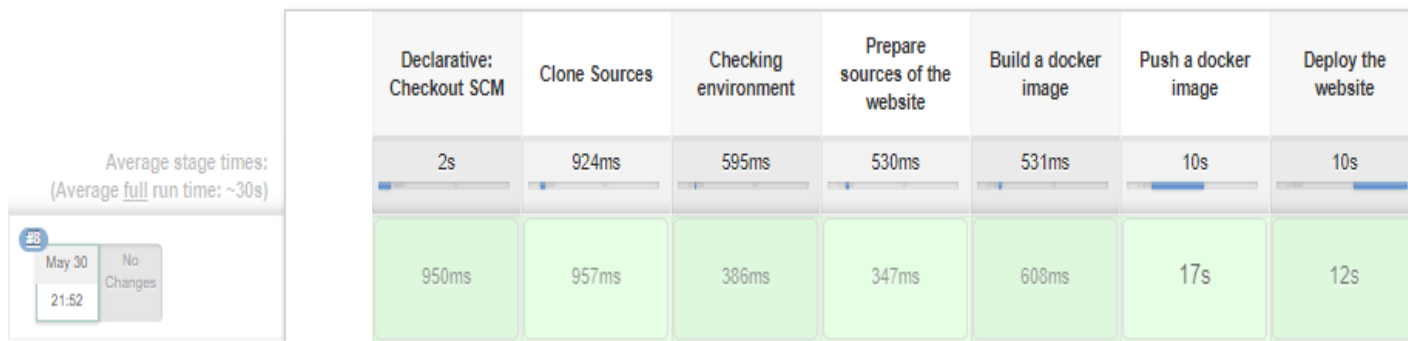 Declarative:
Checkout SCM
Clone Sources
Checking
environment
Prepare
sources of the
website
Build a docker
image
Push a docker
image
Deploy the
website
Average stage times:
(Average full run time: ~30s)
2s
924ms
595ms
530ms
531ms
10s
10s
#8
May 30
21:52
No
Changes
950ms
957ms
386ms
347ms
608ms
17s
12s